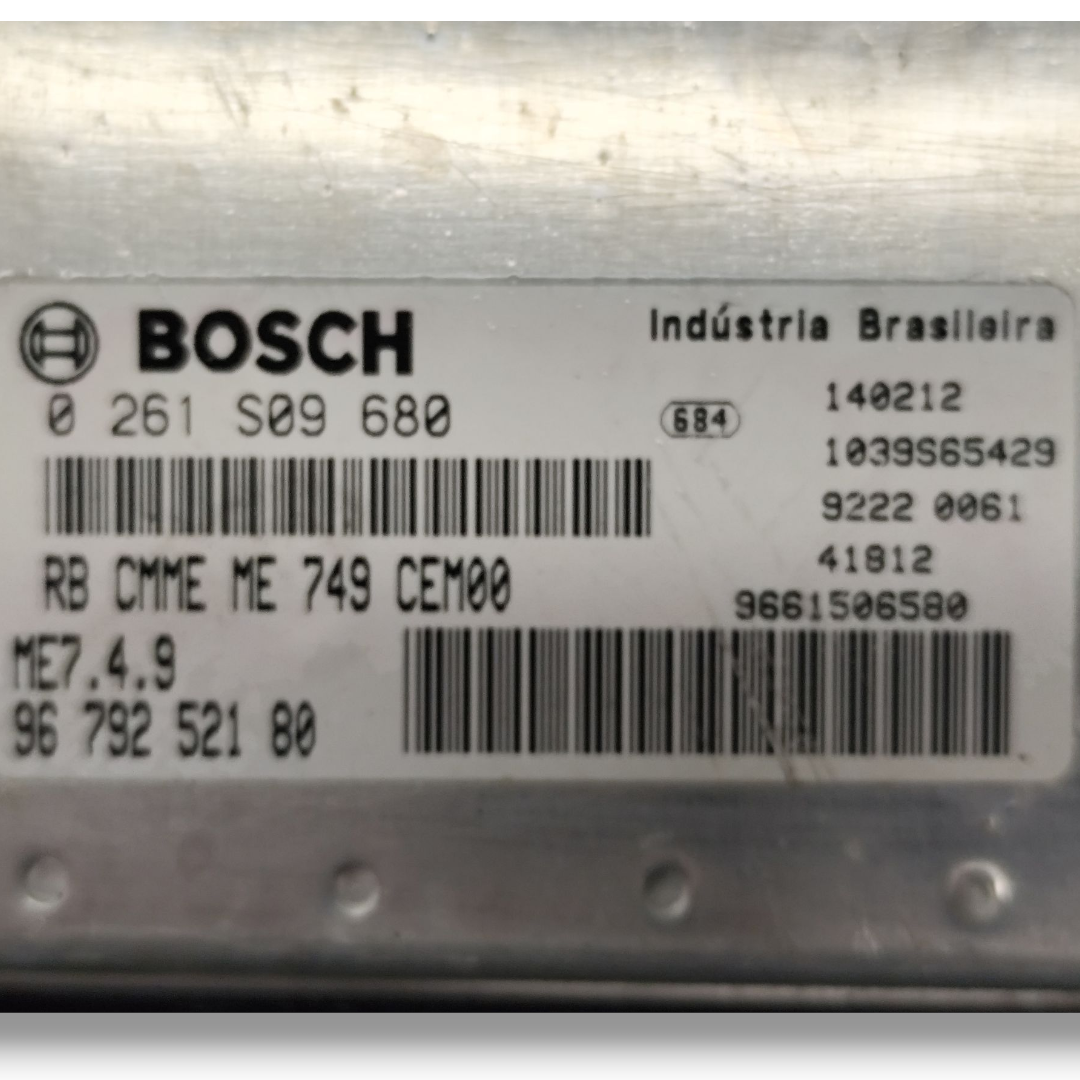 BOSCH
Indústria Brasileira
0 261 S09 680
684
140212
1039S65429
9222 0061
41812
RB CMME ME 749 CEM00
9661506580
ME7.4.9
96 792 521 80